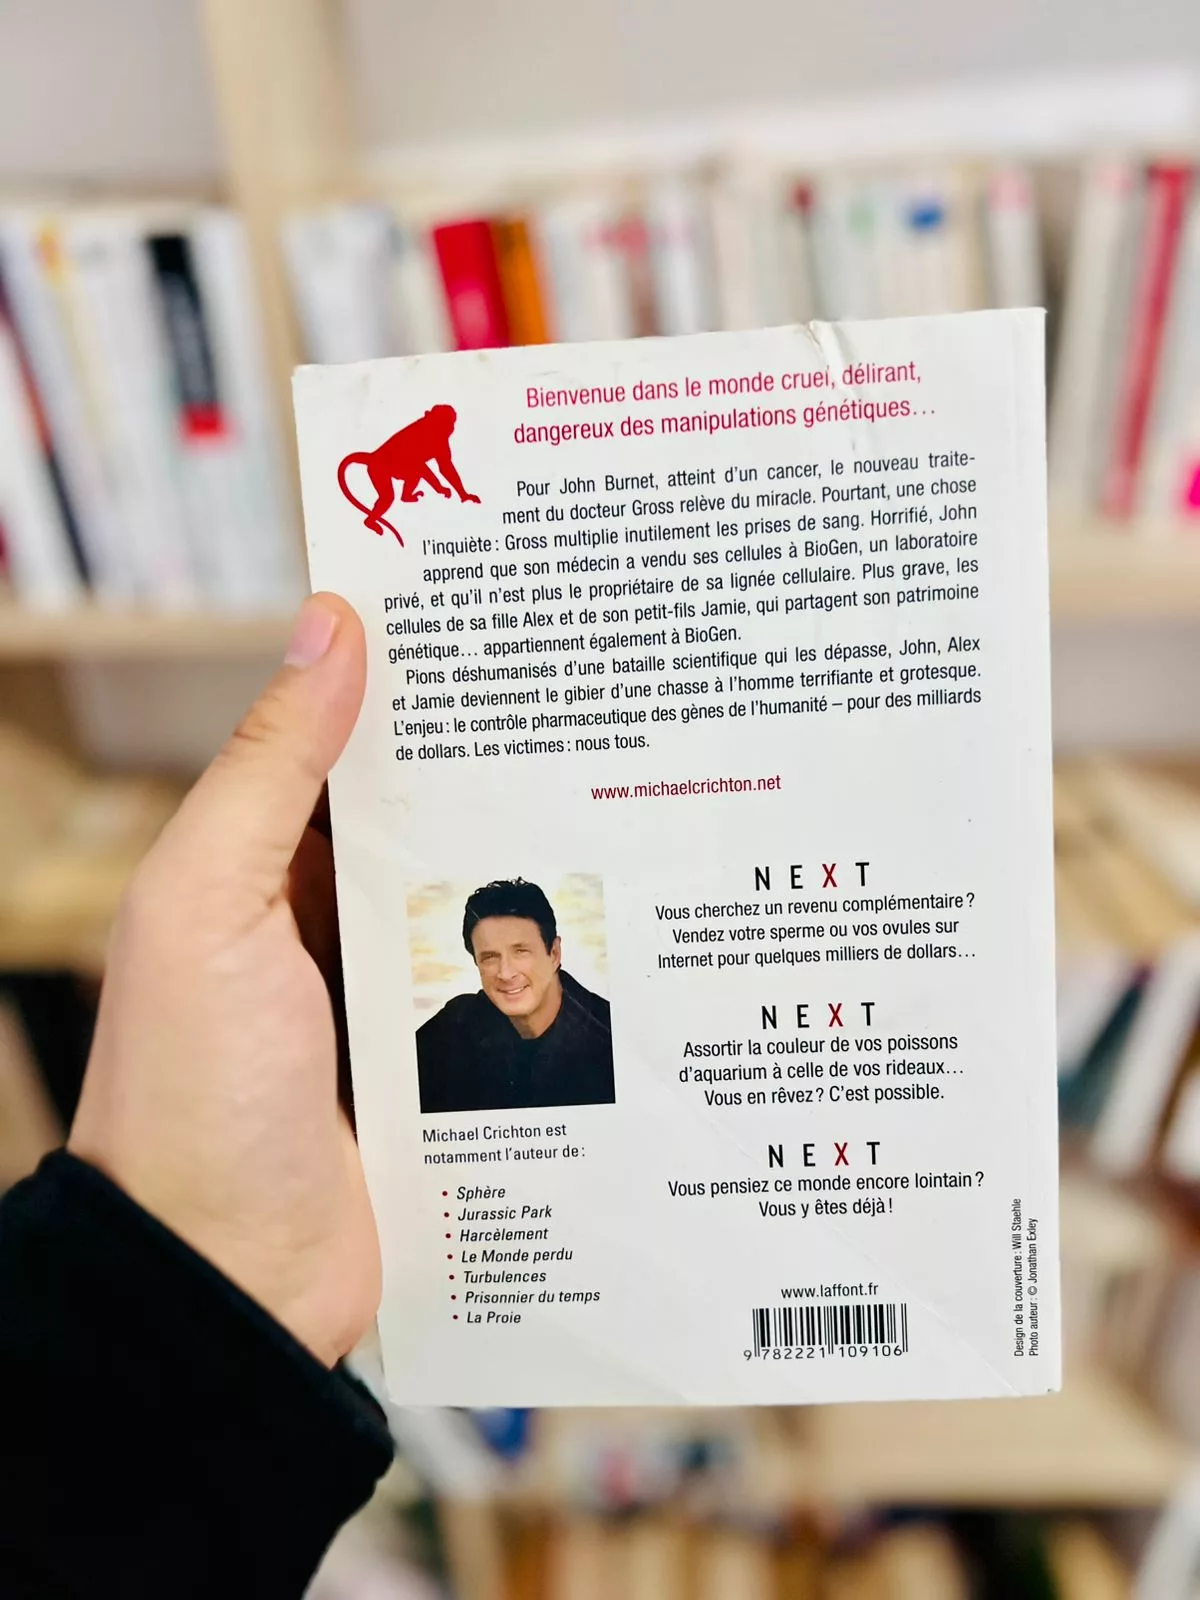 Bienvenue dans le monde cruel, délirant,
dangereux des manipulations génétiques…
Pour John Burnet, atteint d'un cancer, le nouveau traite-
ment du docteur Gross relève du miracle. Pourtant, une chose
l'inquiète : Gross multiplie inutilement les prises de sang. Horrifié, John
apprend que son médecin a vendu ses cellules à BioGen, un laboratoire
privé, et qu'il n'est plus le propriétaire de sa lignée cellulaire. Plus grave, les
cellules de sa fille Alex et de son petit-fils Jamie, qui partagent son patrimoine
génétique… appartiennent également à BioGen.
Pions déshumanisés d'une bataille scientifique qui les dépasse, John, Alex
et Jamie deviennent le gibier d'une chasse à l'homme terrifiante et grotesque.
L'enjeu : le contrôle pharmaceutique des gènes de l'humanité – pour des milliards
de dollars. Les victimes : nous tous.
www.michaelcrichton.net
Michael Crichton est
notamment l'auteur de :
• Sphère
• Jurassic Park
• Harcèlement
• Le Monde perdu
• Turbulences
• Prisonnier du temps
• La Proie
NEXT
Vous cherchez un revenu complémentaire ?
Vendez votre sperme ou vos ovules sur
Internet pour quelques milliers de dollars…
NEXT
Assortir la couleur de vos poissons
d'aquarium à celle de vos rideaux…
Vous en rêvez ? C'est possible.
NEXT
Vous pensiez ce monde encore lointain ?
Vous y êtes déjà !
www.laffont.fr
9 782221 109106
Design de la couverture : Will Staehle
Photo auteur : © Jonathan Exley